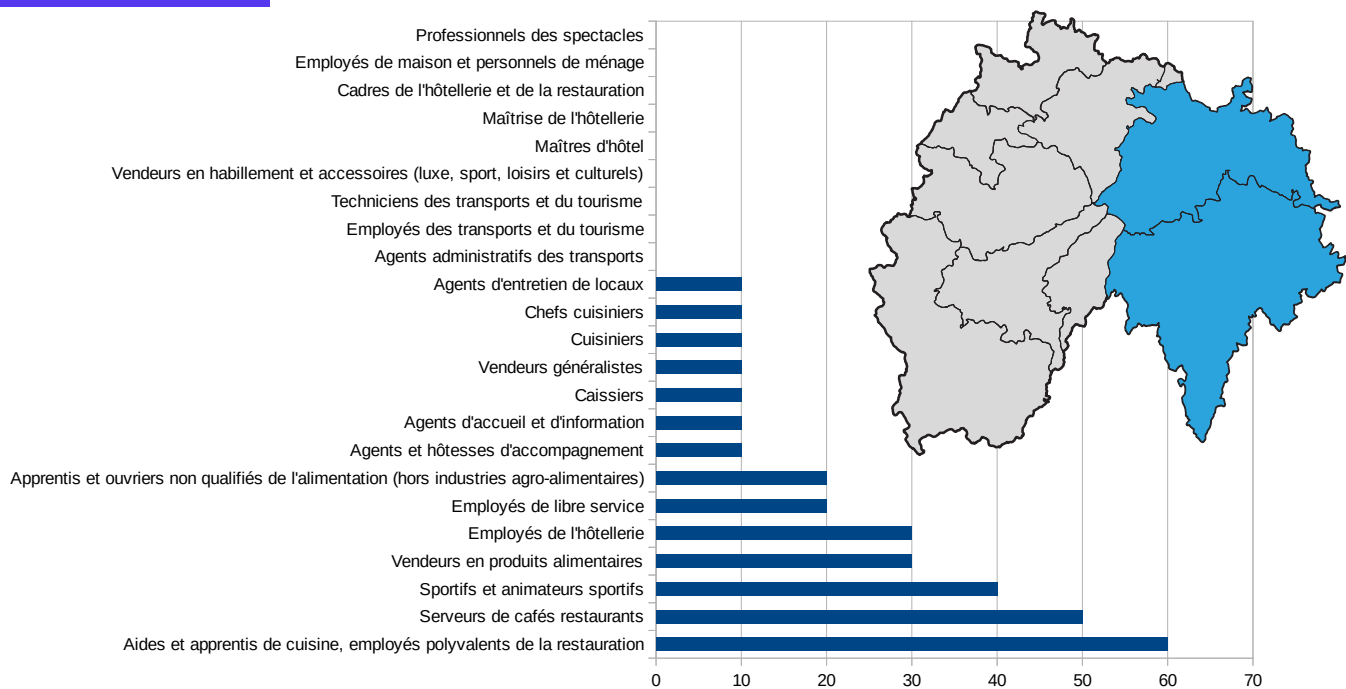 Professionnels des spectacles
Employés de maison et personnels de ménage
Cadres de l'hôtellerie et de la restauration
Maîtrise de l'hôtellerie
Maîtres d'hôtel
Vendeurs en habillement et accessoires (luxe, sport, loisirs et culturels)
Techniciens des transports et du tourisme
Employés des transports et du tourisme
Agents administratifs des transports
Agents d'entretien de locaux
Chefs cuisiniers
Cuisiniers
Vendeurs généralistes
Caissiers
Agents d'accueil et d'information
Agents et hôtesses d'accompagnement
Apprentis et ouvriers non qualifiés de l'alimentation (hors industries agro-alimentaires)
Employés de libre service
Employés de l'hôtellerie
Vendeurs en produits alimentaires
Sportifs et animateurs sportifs
Serveurs de cafés restaurants
Aides et apprentis de cuisine, employés polyvalents de la restauration
0 10 20 30 40 50 60 70